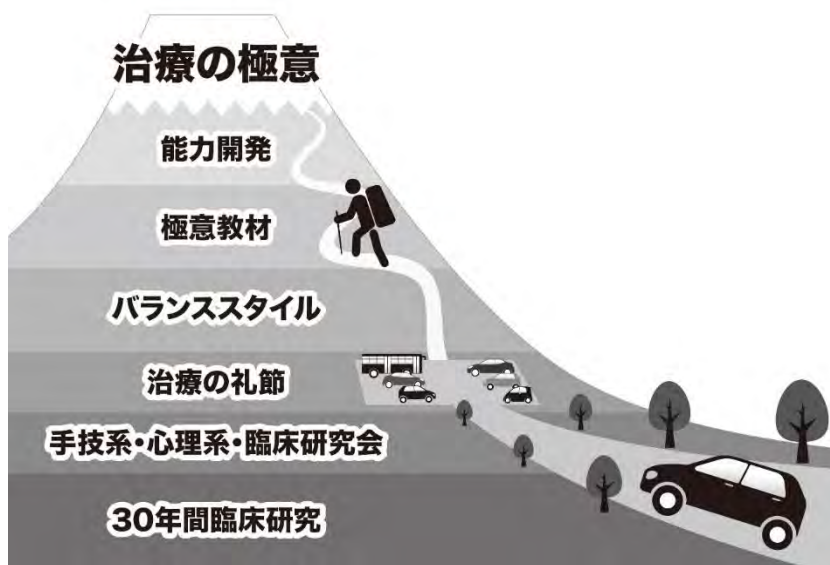 治療の極意
能力開発
極意教材
バランススタイル
治療の礼節
手技系・心理系・臨床研究会
30年間臨床研究